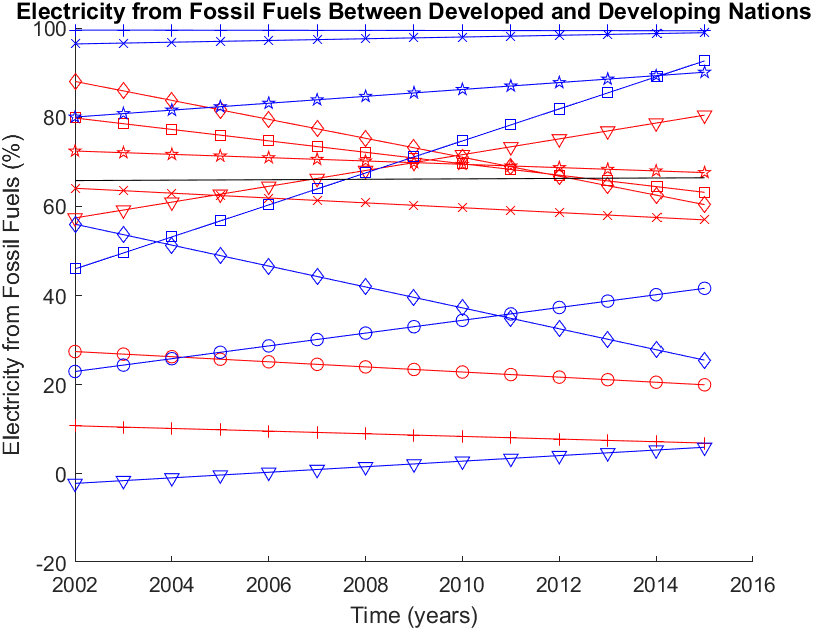 Electricity from Fossil Fuels Between Developed and Developing Nations
Electricity from Fossil Fuels (%)
100
80
60
40
20
0
-20
2002 2004 2006 2008 2010 2012 2014 2016
Time (years)